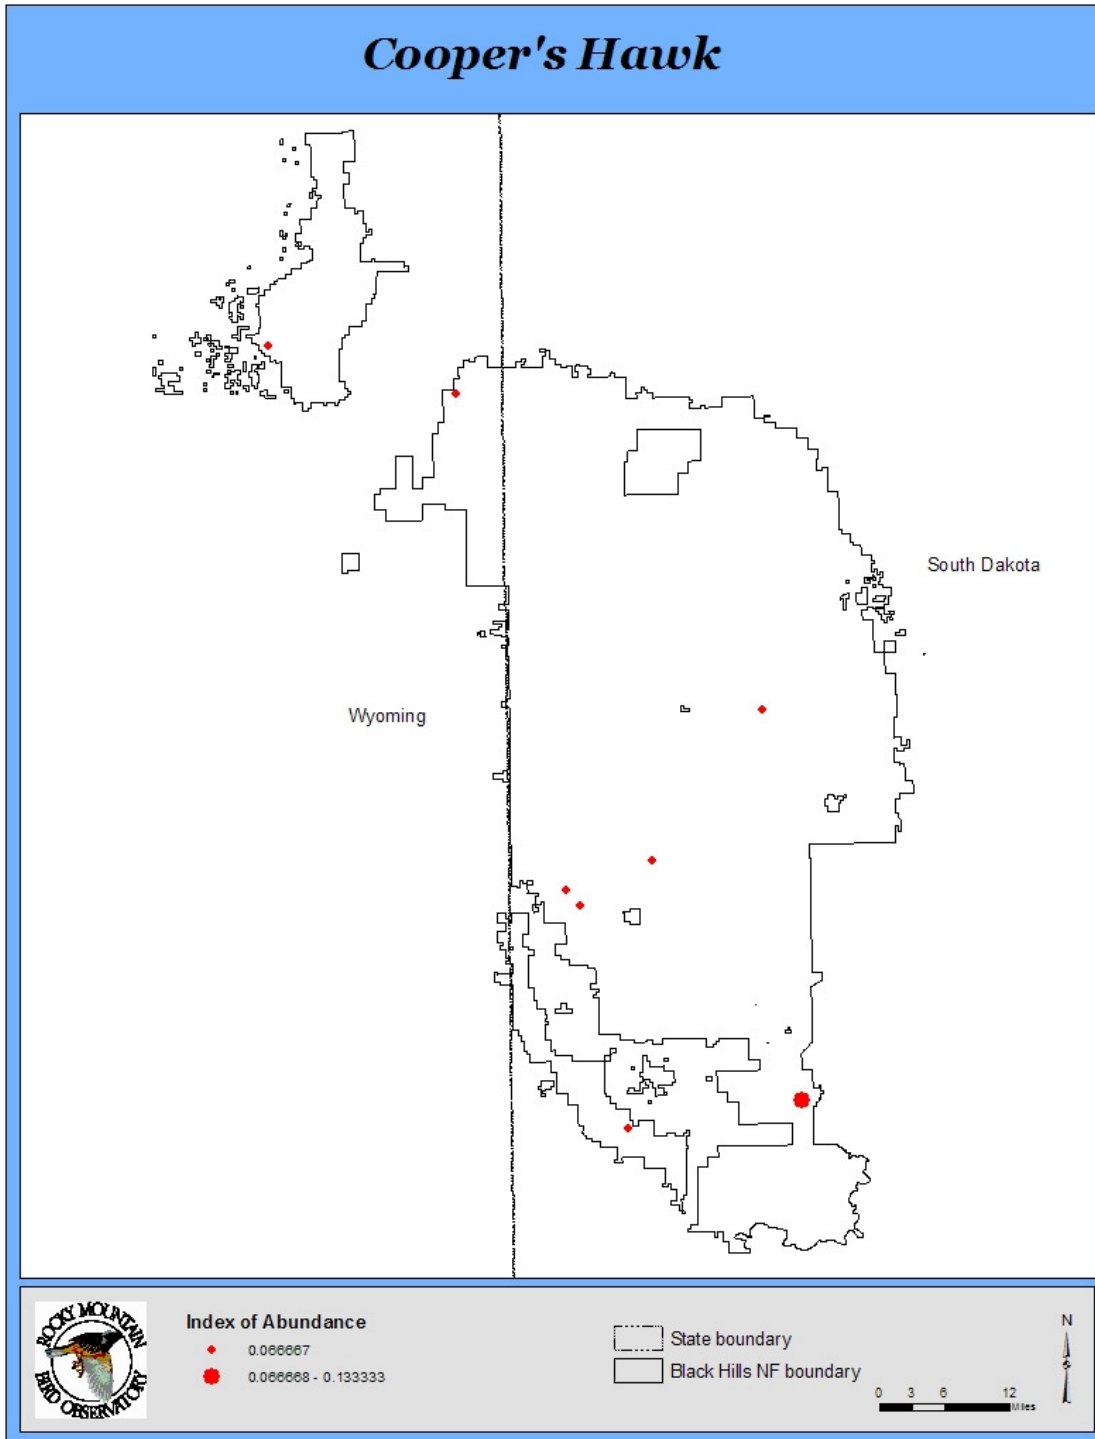 Cooper's Hawk
South Dakota
Wyoming
ROCKY MOUNTAIN
BIRD OBSERVATORY
Index of Abundance
0.066667
0.066668 - 0.133333
State boundary
Black Hills NF boundary
0 3 6 12
Miles
N